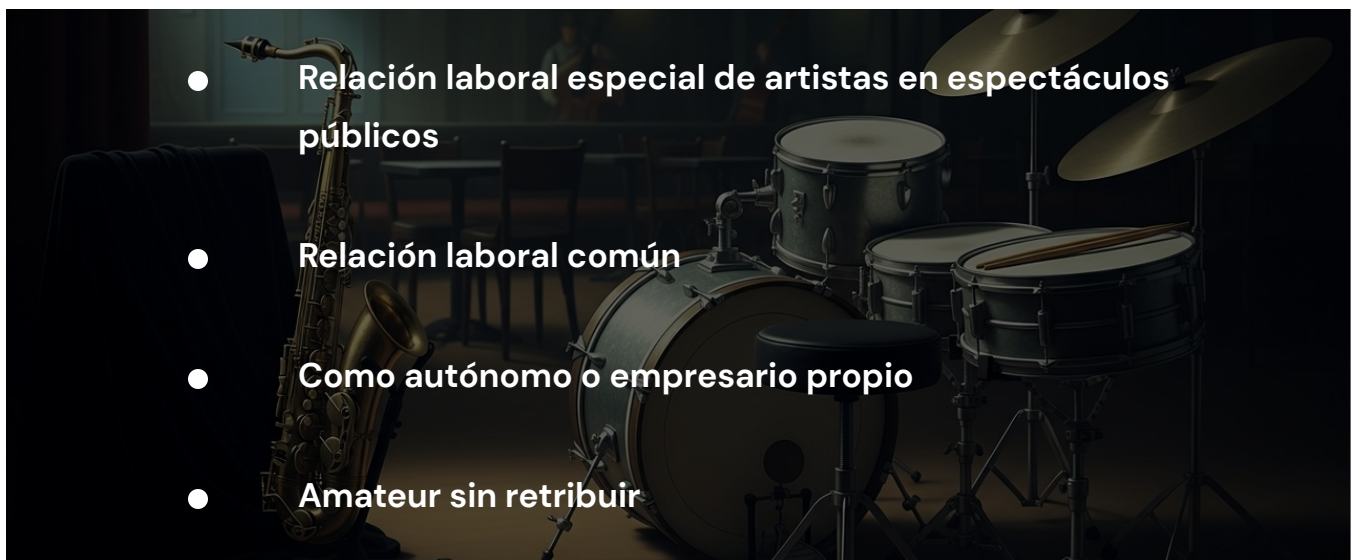 Relación laboral especial de artistas en espectáculos
públicos
Relación laboral común
Como autónomo o empresario propio
Amateur sin retribuir